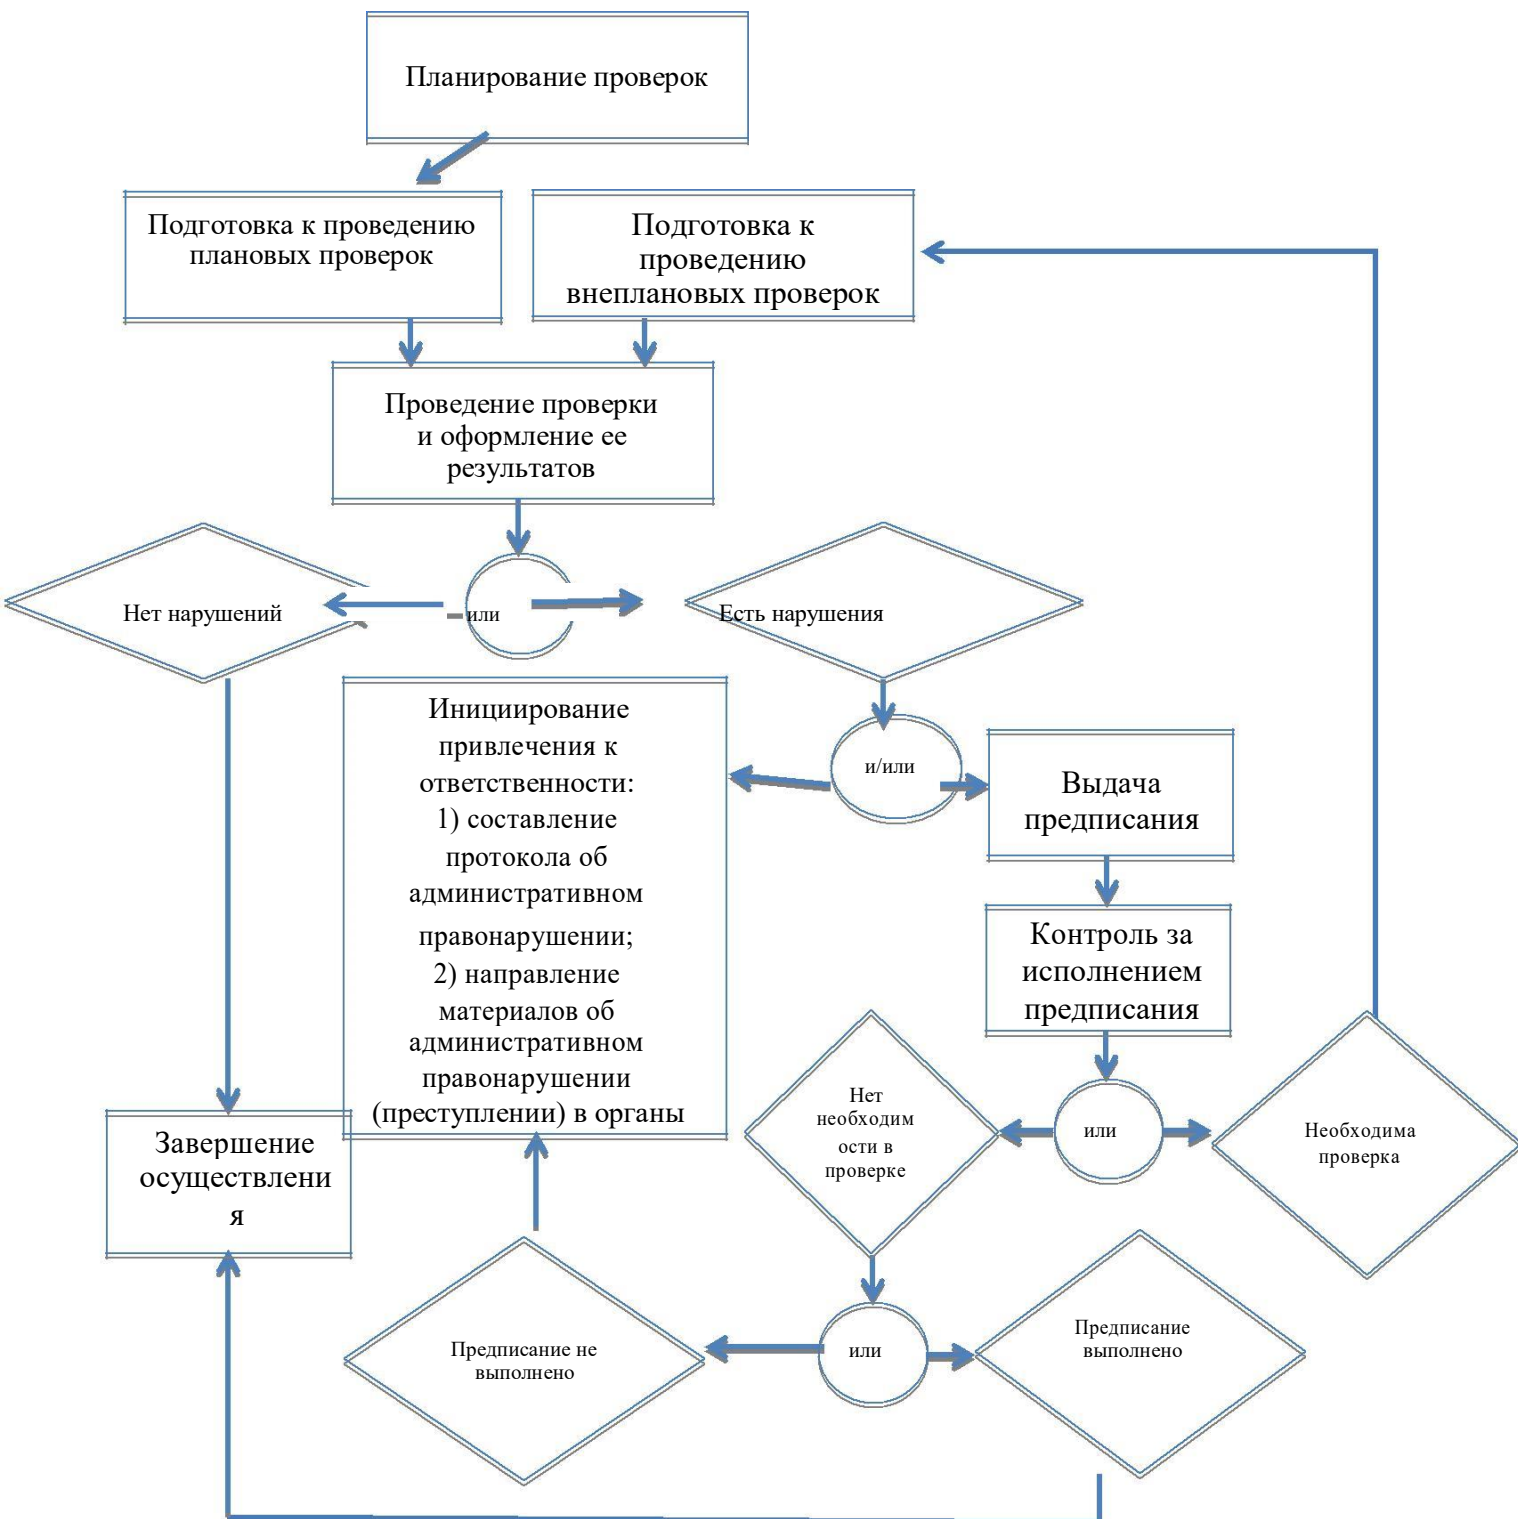 Планирование проверок
Подготовка к проведению
плановых проверок
Подготовка к
проведению
внеплановых проверок
Проведение проверки
и оформление ее
результатов
Нет нарушений
или
Есть нарушения
Инициирование
привлечения к
ответственности:
1) составление
протокола об
административном
правонарушении;
2) направление
материалов об
административном
правонарушении
(преступлении) в органы
и/или
Выдача
предписания
Контроль за
исполнением
предписания
Нет
необходим
ости в
проверке
или
Необходима
проверка
Завершение
осуществлени
я
Предписание не
выполнено
или
Предписание
выполнено